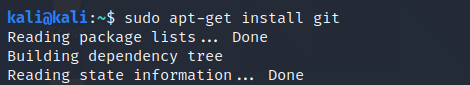 kali@kali:~$ sudo apt-get install git
Reading package lists... Done
Building dependency tree
Reading state information... Done